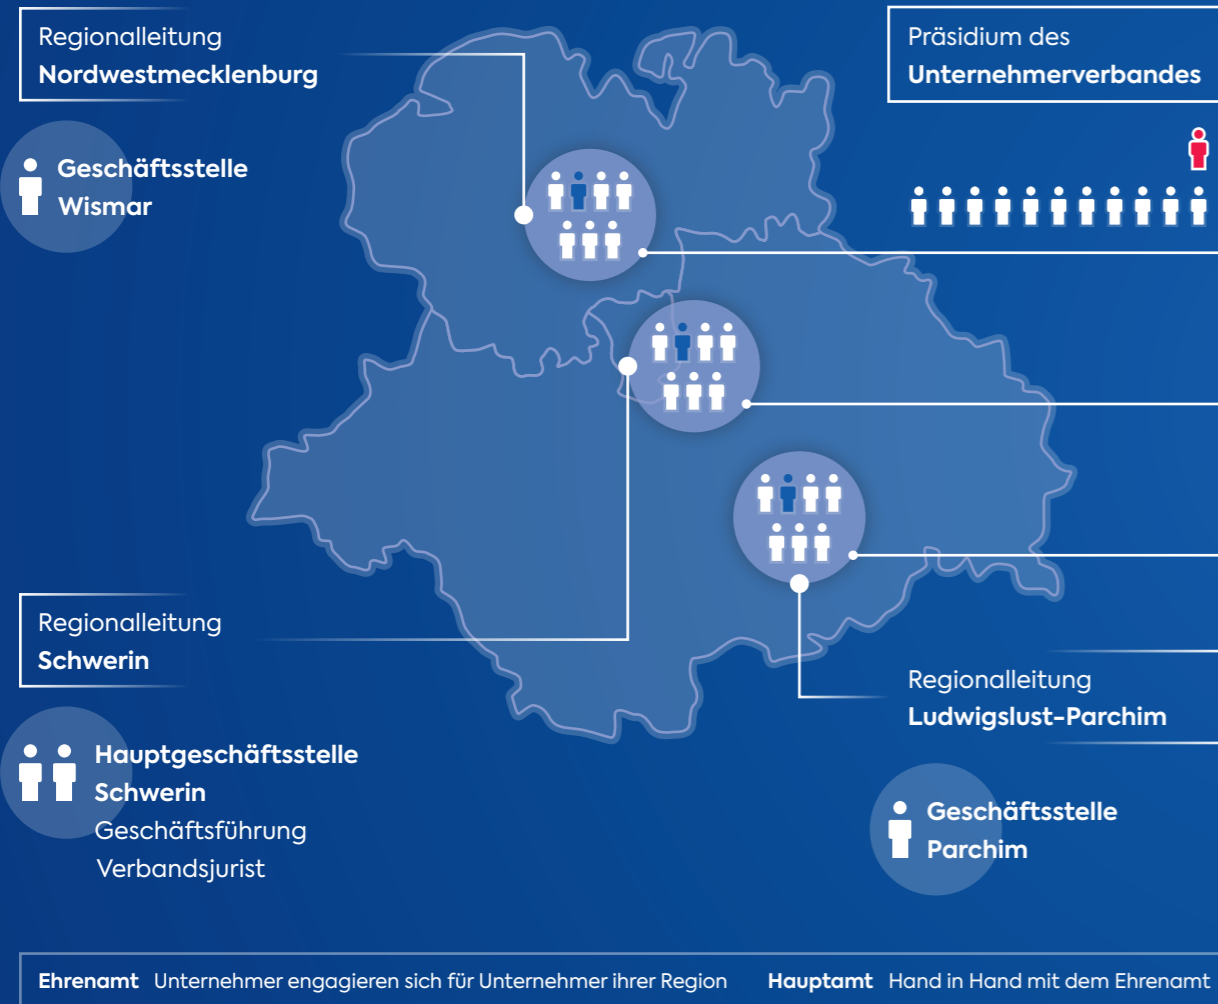 Regionalleitung
Nordwestmecklenburg
Präsidium des
Unternehmerverbandes
Geschäftsstelle
Wismar
Regionalleitung
Schwerin
Hauptgeschäftsstelle
Schwerin
Geschäftsführung
Verbandsjurist
Regionalleitung
Ludwigslust-Parchim
Geschäftsstelle
Parchim
Ehrenamt Unternehmer engagieren sich für Unternehmer ihrer Region Hauptamt Hand in Hand mit dem Ehrenamt